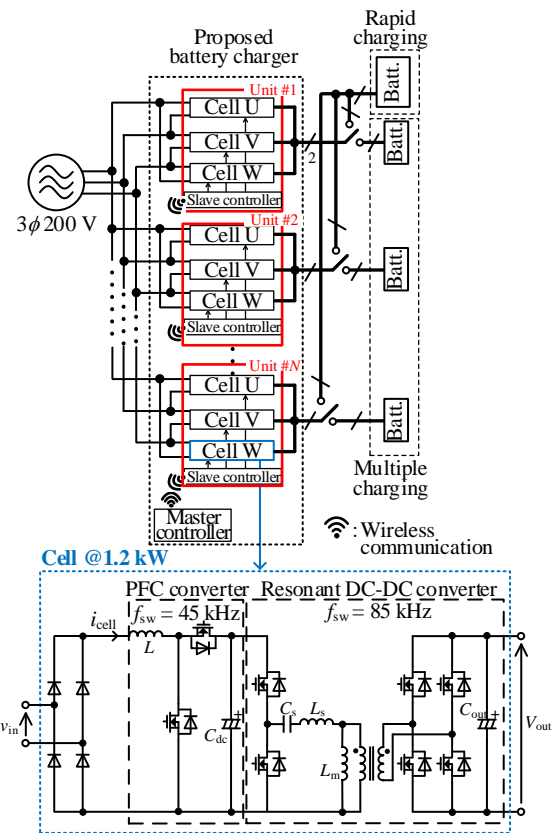 Rapid
charging
Proposed
battery charger
Batt.
Unit #1
Cell U
Cell V
Cell W
Slave controller
2
Batt.
3ϕ200 V
Unit #2
Cell U
Cell V
Cell W
Slave controller
Batt.
Unit #N
Cell U
Cell V
Cell W
Slave controller
Batt.
Multiple
charging
Master
controller
: Wireless
communication
Cell @1.2 kW
PFC converter
fsw = 45 kHz
Resonant DC-DC converter
fsw = 85 kHz
icell
L
Cdc
+
Cs
Ls
Lm
Cout
+
vin
Vout